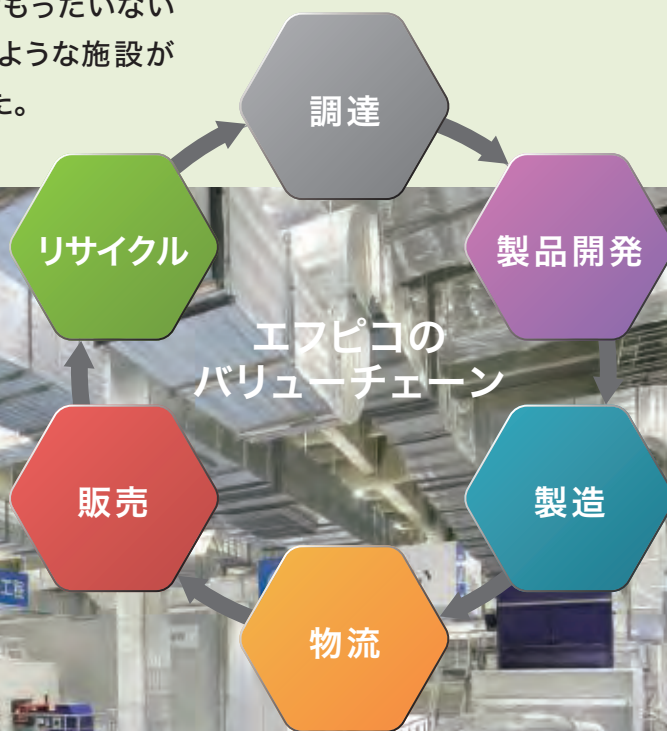 もったいない
ような施設が
た。
調達
リサイクル
製品開発
エフピコの
バリューチェーン
販売
製造
物流
工程